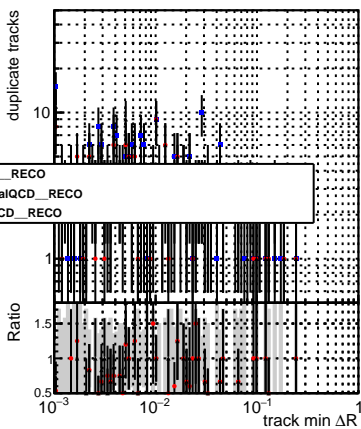 duplicate tracks
10
__RECO
alQCD__RECO
CD__RECO
1
Ratio
1.5
1
0.5
10⁻³ 10⁻² 10⁻¹ 1
track min ΔR